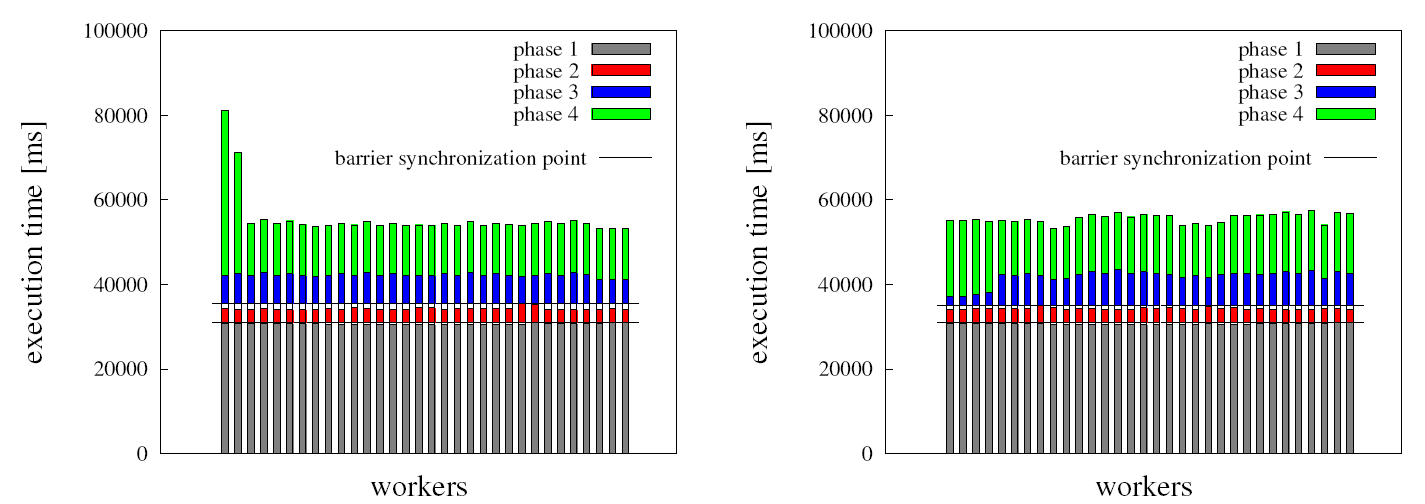 100000
80000
60000
40000
20000
0
execution time [ms]
workers
phase 1
phase 2
phase 3
phase 4
barrier synchronization point
100000
80000
60000
40000
20000
0
execution time [ms]
workers
phase 1
phase 2
phase 3
phase 4
barrier synchronization point